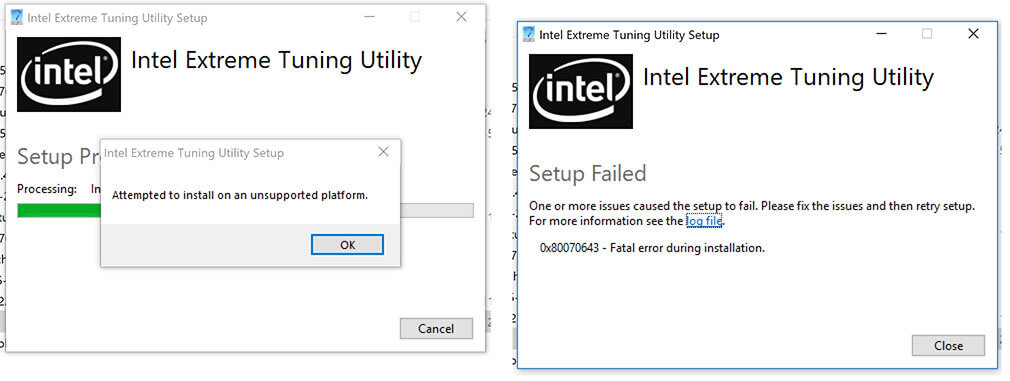 Intel Extreme Tuning Utility Setup
intel
Intel Extreme Tuning Utility
Setup Pr
Processing: In
Intel Extreme Tuning Utility Setup
Attempted to install on an unsupported platform.
OK
Cancel
Intel Extreme Tuning Utility Setup
intel
Intel Extreme Tuning Utility
Setup Failed
One or more issues caused the setup to fail. Please fix the issues and then retry setup.
For more information see the log file.
0x80070643 - Fatal error during installation.
Close